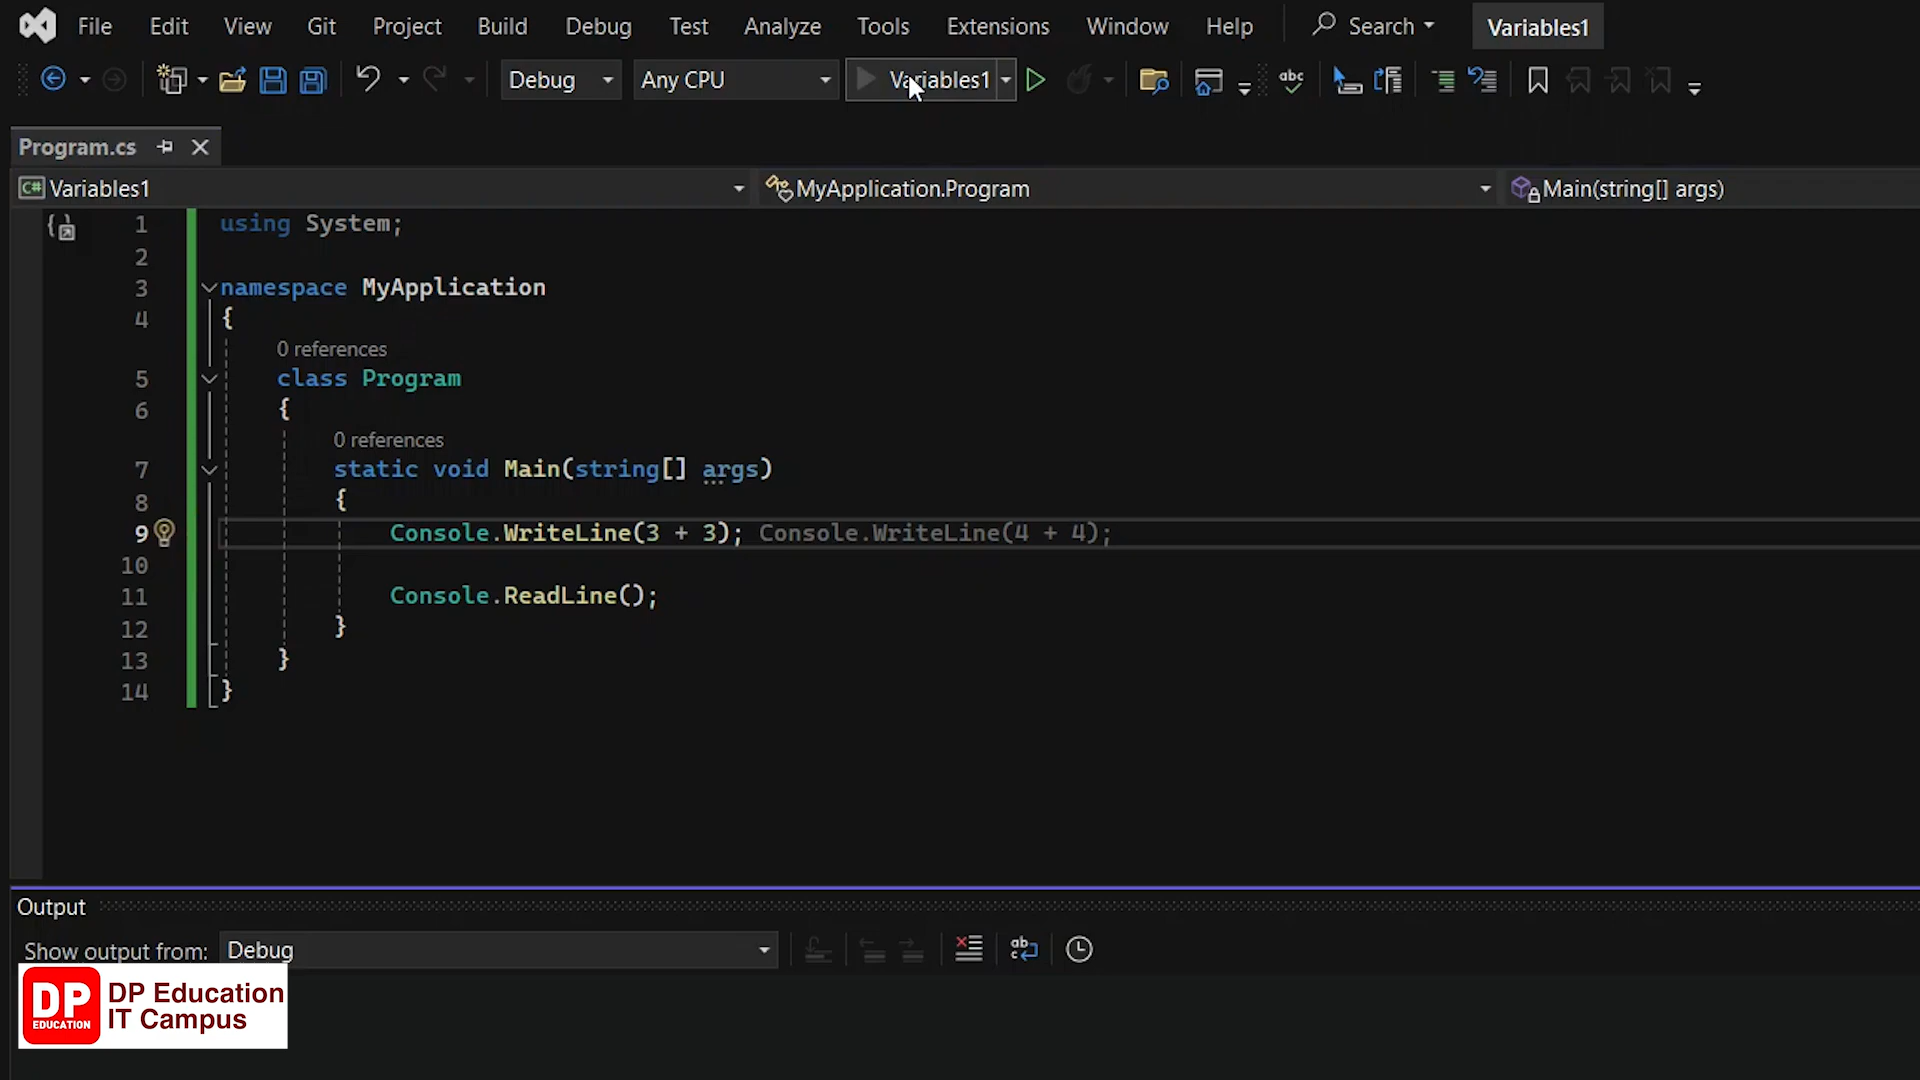 File Edit View Git Project Build Debug Test Analyze Tools Extensions Window Help Search Variables1
Debug Any CPU Variables1
Program.cs
C# Variables1 MyApplication.Program Main(string[] args)
1 using System;
2
3 namespace MyApplication
4 {
0 references
5 class Program
6 {
0 references
7 static void Main(string[] args)
8 {
9 Console.WriteLine(3 + 3); Console.WriteLine(4 + 4);
10
11 Console.ReadLine();
12 }
13 }
14 }
Output
Show output from: Debug
DP EDUCATION
DP Education
IT Campus